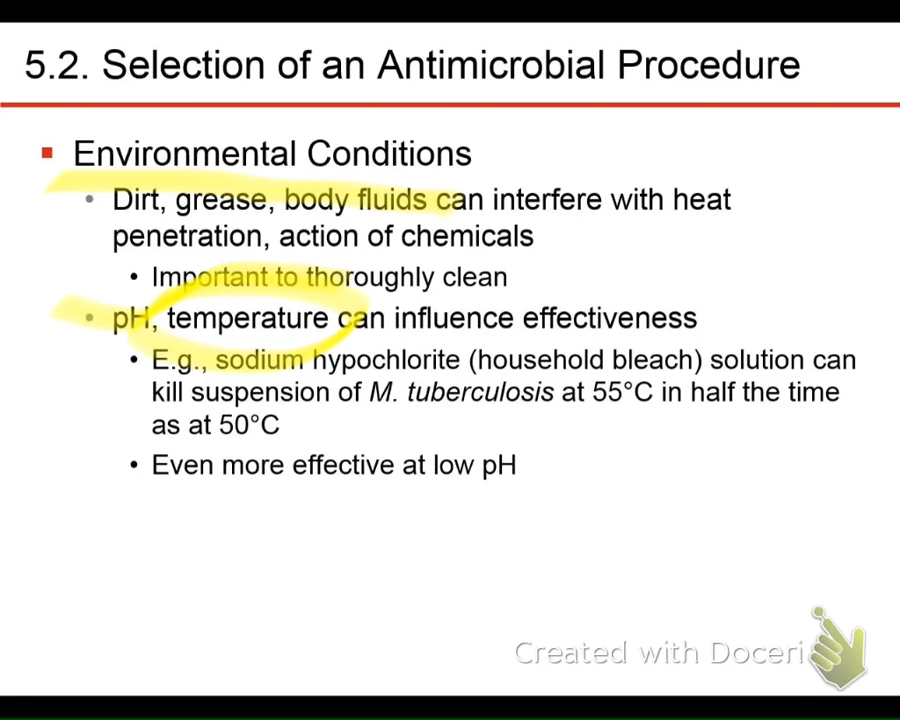 5.2. Selection of an Antimicrobial Procedure
Environmental Conditions
Dirt, grease, body fluids can interfere with heat
penetration, action of chemicals
Important to thoroughly clean
pH, temperature can influence effectiveness
E.g., sodium hypochlorite (household bleach) solution can
kill suspension of M. tuberculosis at 55°C in half the time
as at 50°C
Even more effective at low pH
Created with Doceri